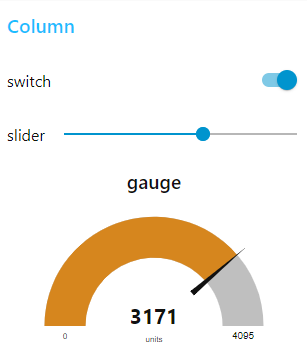 Column
switch
slider
gauge
3171
0 units 4095